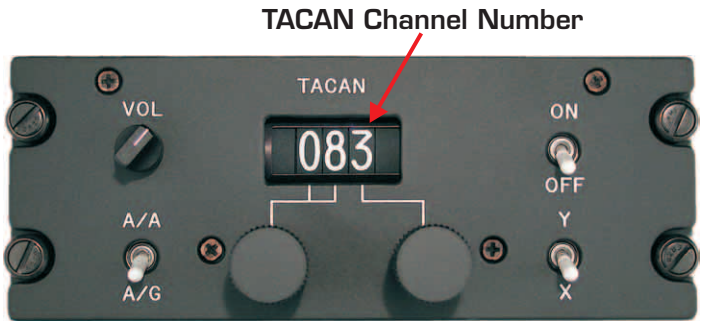 TACAN Channel Number
TACAN
VOL
083
ON
OFF
A/A
A/G
Y
X